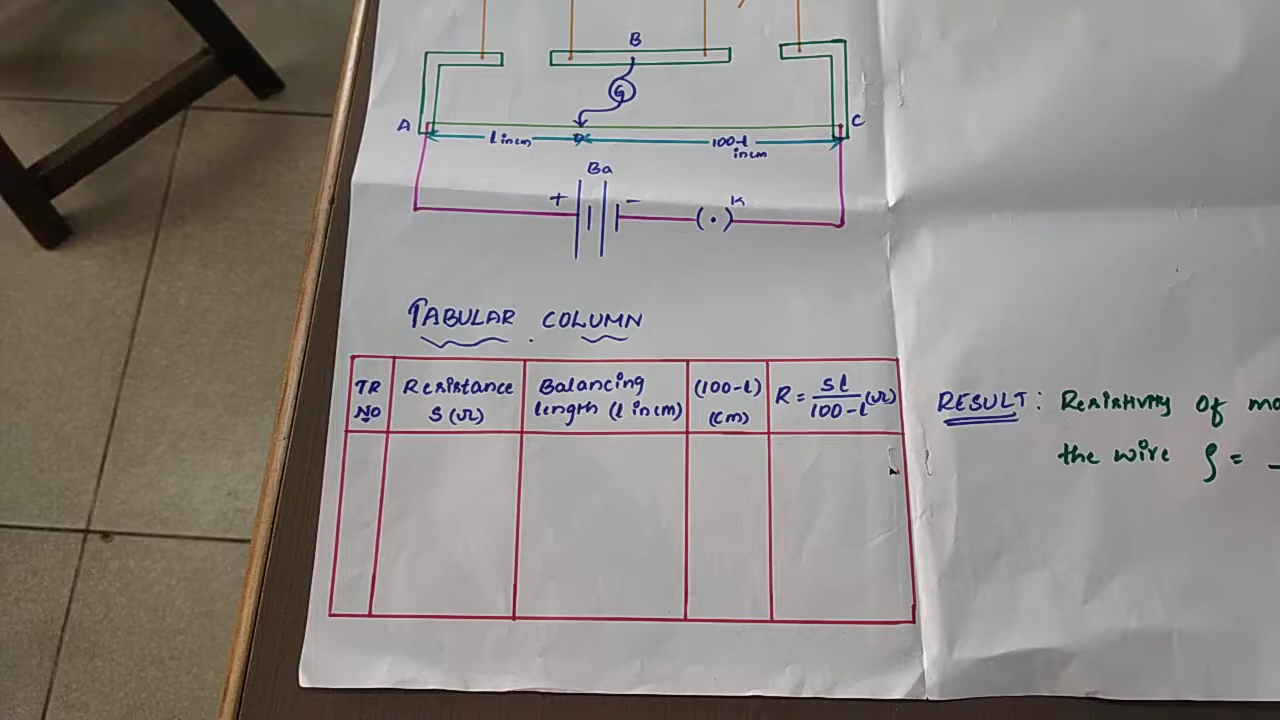 B
G
A
C
l in cm
D
100-l
in cm
Ba
+
-
K
(·)
TABULAR COLUMN
TR
NO
Resistance
S(Ω)
Balancing
length (l in cm)
(100-l)
(cm)
R = Sl/100-l (Ω)
RESULT: Resistivity of
the wire ρ =